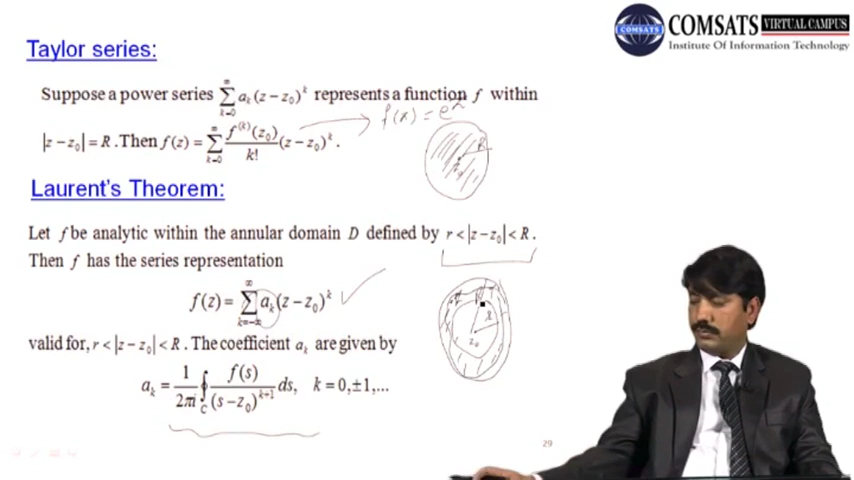 COMSATS VIRTUAL CAMPUS
Institute Of Information Technology
Taylor series:
Suppose a power series ∑_{k=0}^{∞} a_k (z − z_0)^k represents a function f within
|z − z_0| = R . Then f(z) = ∑_{k=0}^{∞} f^{(k)}(z_0)/k! (z − z_0)^k .
f(x) = e^x
R
z_0
Laurent's Theorem:
Let f be analytic within the annular domain D defined by r < |z − z_0| < R .
Then f has the series representation
f(z) = ∑_{k=−∞}^{∞} a_k (z − z_0)^k
valid for, r < |z − z_0| < R . The coefficient a_k are given by
a_k = 1/2πi ∮_C f(s)/(s − z_0)^{k+1} ds, k = 0, ±1,...
z_0
29